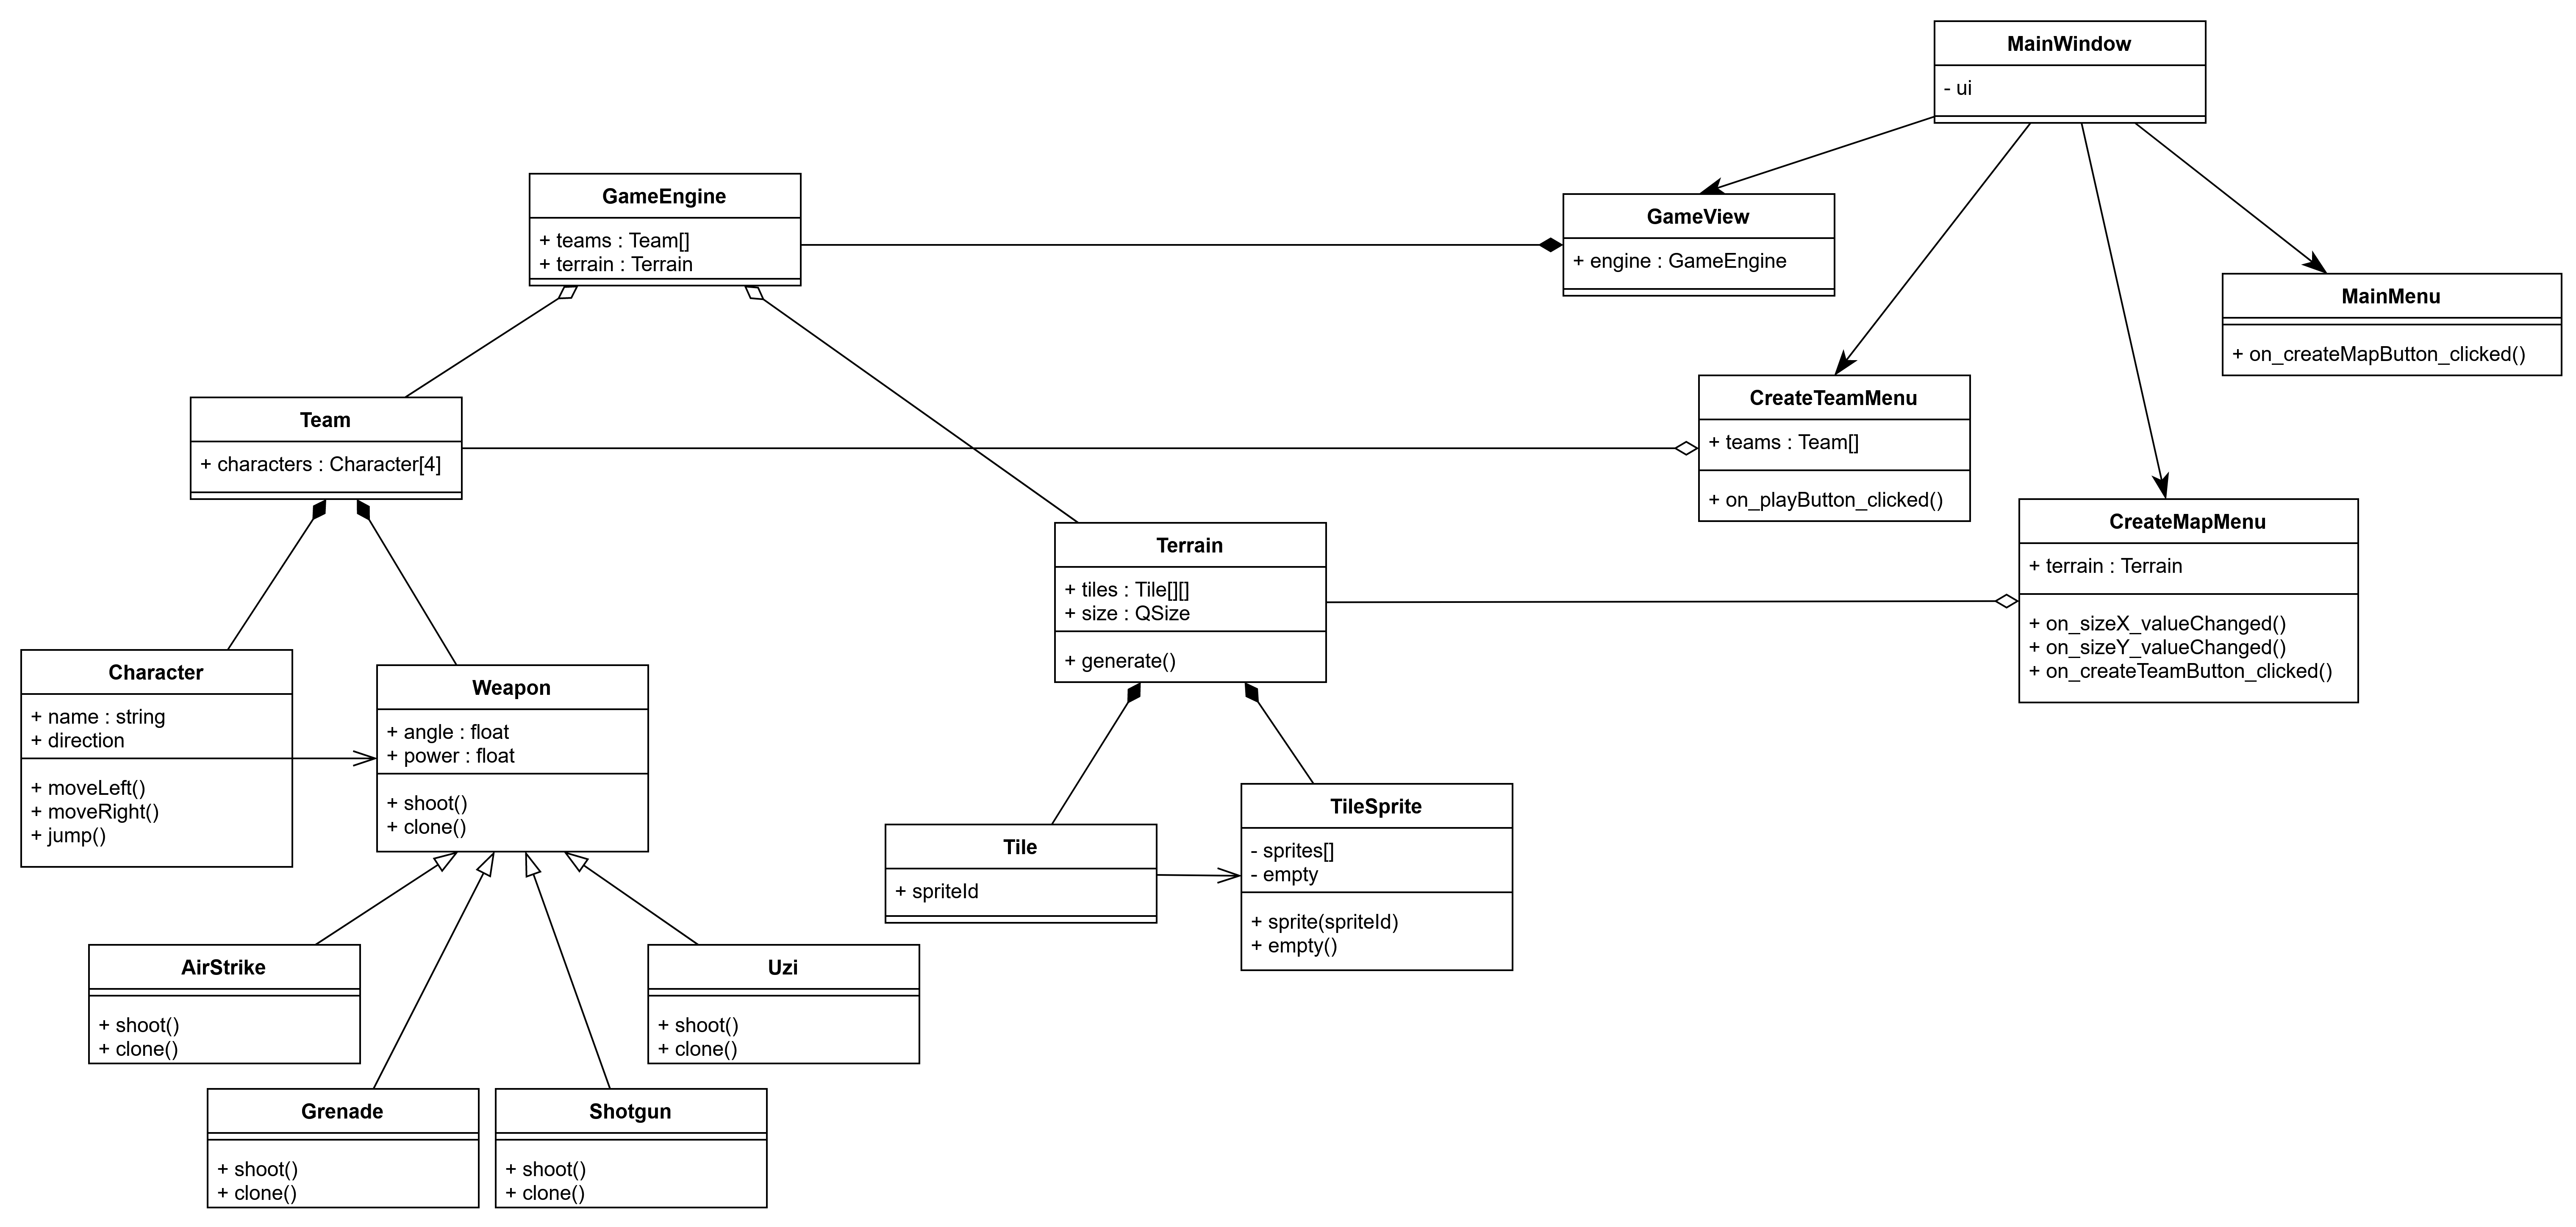 MainWindow
- ui
GameEngine
+ teams : Team[]
+ terrain : Terrain
GameView
+ engine : GameEngine
MainMenu
+ on_createMapButton_clicked()
Team
+ characters : Character[4]
CreateTeamMenu
+ teams : Team[]
+ on_playButton_clicked()
Terrain
+ tiles : Tile[][]
+ size : QSize
+ generate()
CreateMapMenu
+ terrain : Terrain
+ on_sizeX_valueChanged()
+ on_sizeY_valueChanged()
+ on_createTeamButton_clicked()
Character
+ name : string
+ direction
+ moveLeft()
+ moveRight()
+ jump()
Weapon
+ angle : float
+ power : float
+ shoot()
+ clone()
Tile
+ spriteId
TileSprite
- sprites[]
- empty
+ sprite(spriteId)
+ empty()
AirStrike
+ shoot()
+ clone()
Uzi
+ shoot()
+ clone()
Grenade
+ shoot()
+ clone()
Shotgun
+ shoot()
+ clone()